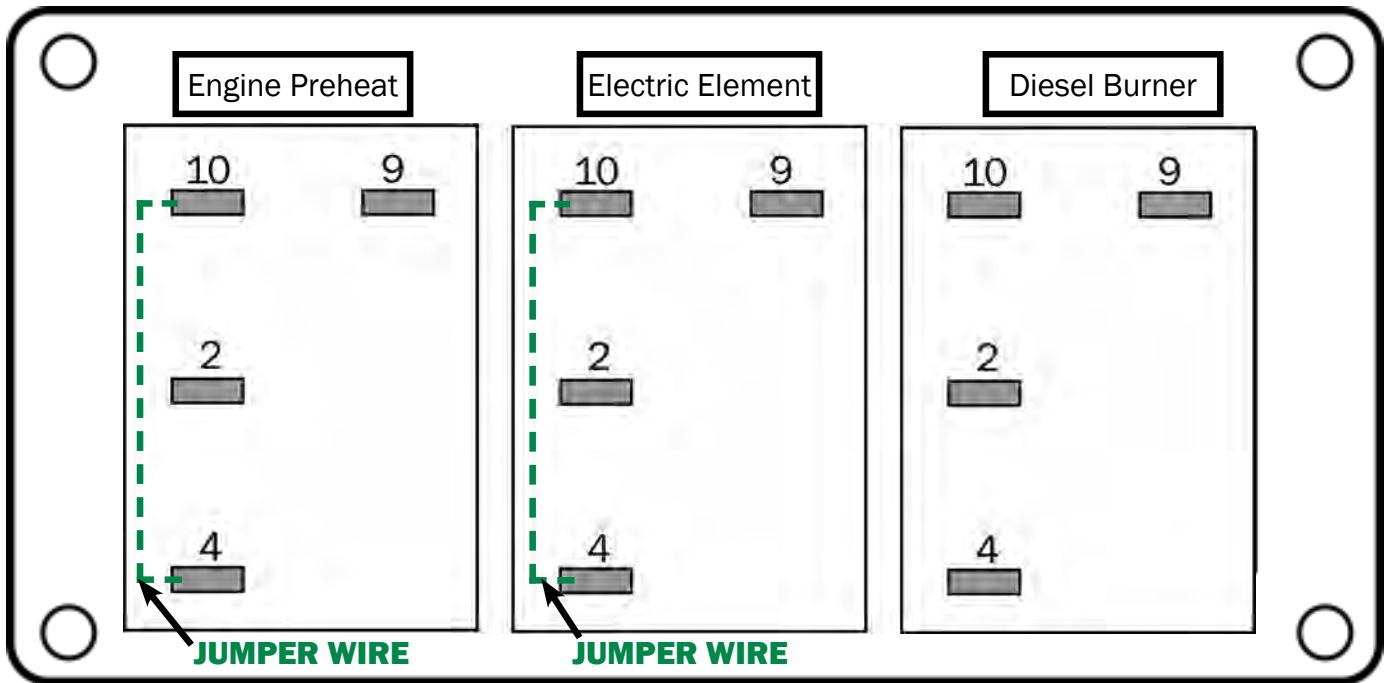 Engine Preheat
Electric Element
Diesel Burner
10 9
10 9
10 9
2
2
2
4
4
4
JUMPER WIRE
JUMPER WIRE